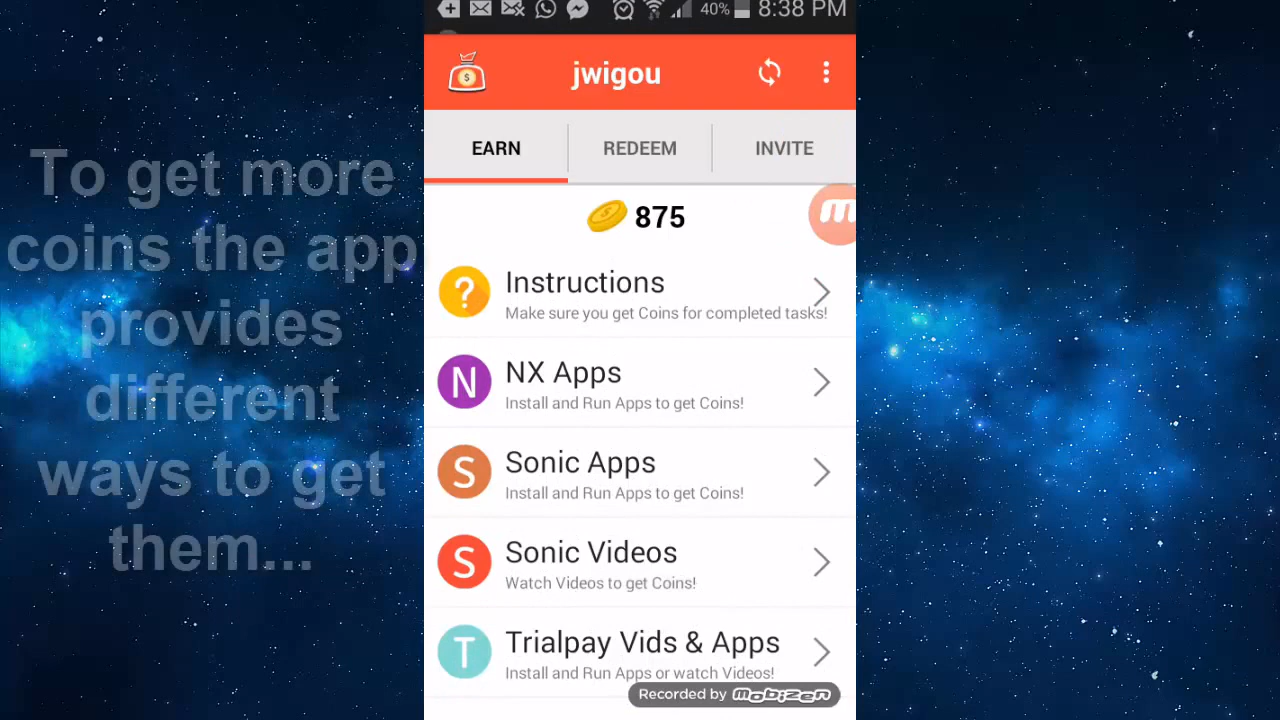 40% 8:38 PM
jwigou
EARN REDEEM INVITE
875
Instructions
Make sure you get Coins for completed tasks!
NX Apps
Install and Run Apps to get Coins!
Sonic Apps
Install and Run Apps to get Coins!
Sonic Videos
Watch Videos to get Coins!
Trialpay Vids & Apps
Install and Run Apps or watch Videos!
Recorded by mobizen
To get more
coins the app
provides
different
ways to get
them...
? N S S T
m